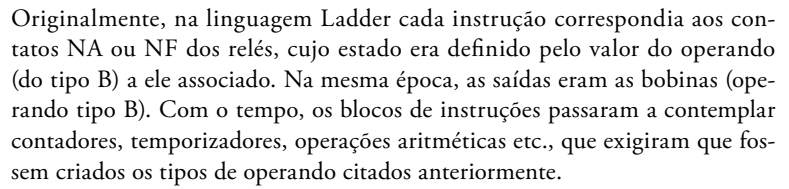 Originalmente, na linguagem Ladder cada instrução correspondia aos con-
tatos NA ou NF dos relés, cujo estado era definido pelo valor do operando
(do tipo B) a ele associado. Na mesma época, as saídas eram as bobinas (ope-
rando tipo B). Com o tempo, os blocos de instruções passaram a contemplar
contadores, temporizadores, operações aritméticas etc., que exigiram que fos-
sem criados os tipos de operando citados anteriormente.